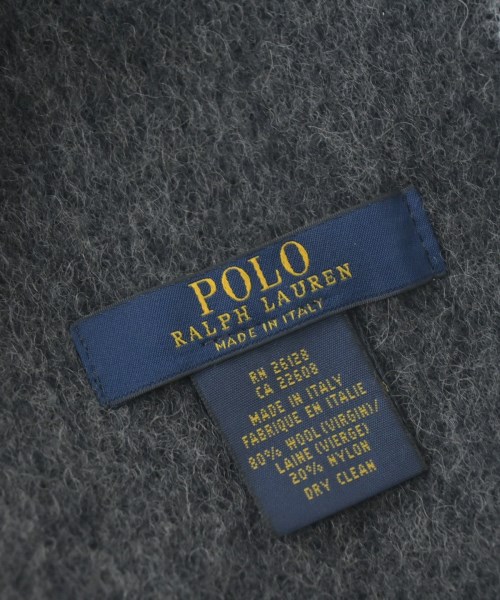 POLO
RALPH LAUREN
MADE IN ITALY
RN 26128
CA 22608
MADE IN ITALY
FABRIQUE EN ITALIE
80% WOOL (VIRGIN)/
LAINE (VIERGE)
20% NYLON
DRY CLEAN